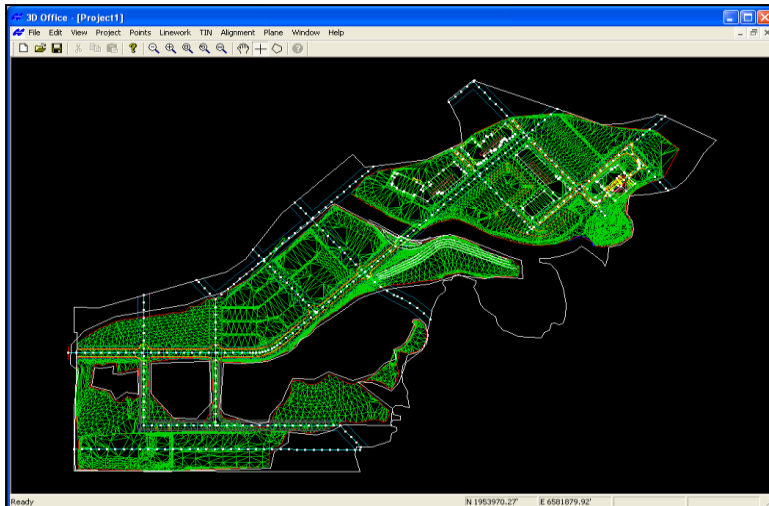 3D Office - [Project1]
File Edit View Project Points Linework TIN Alignment Plane Window Help
Ready N 1953970.27' E 6581879.92'